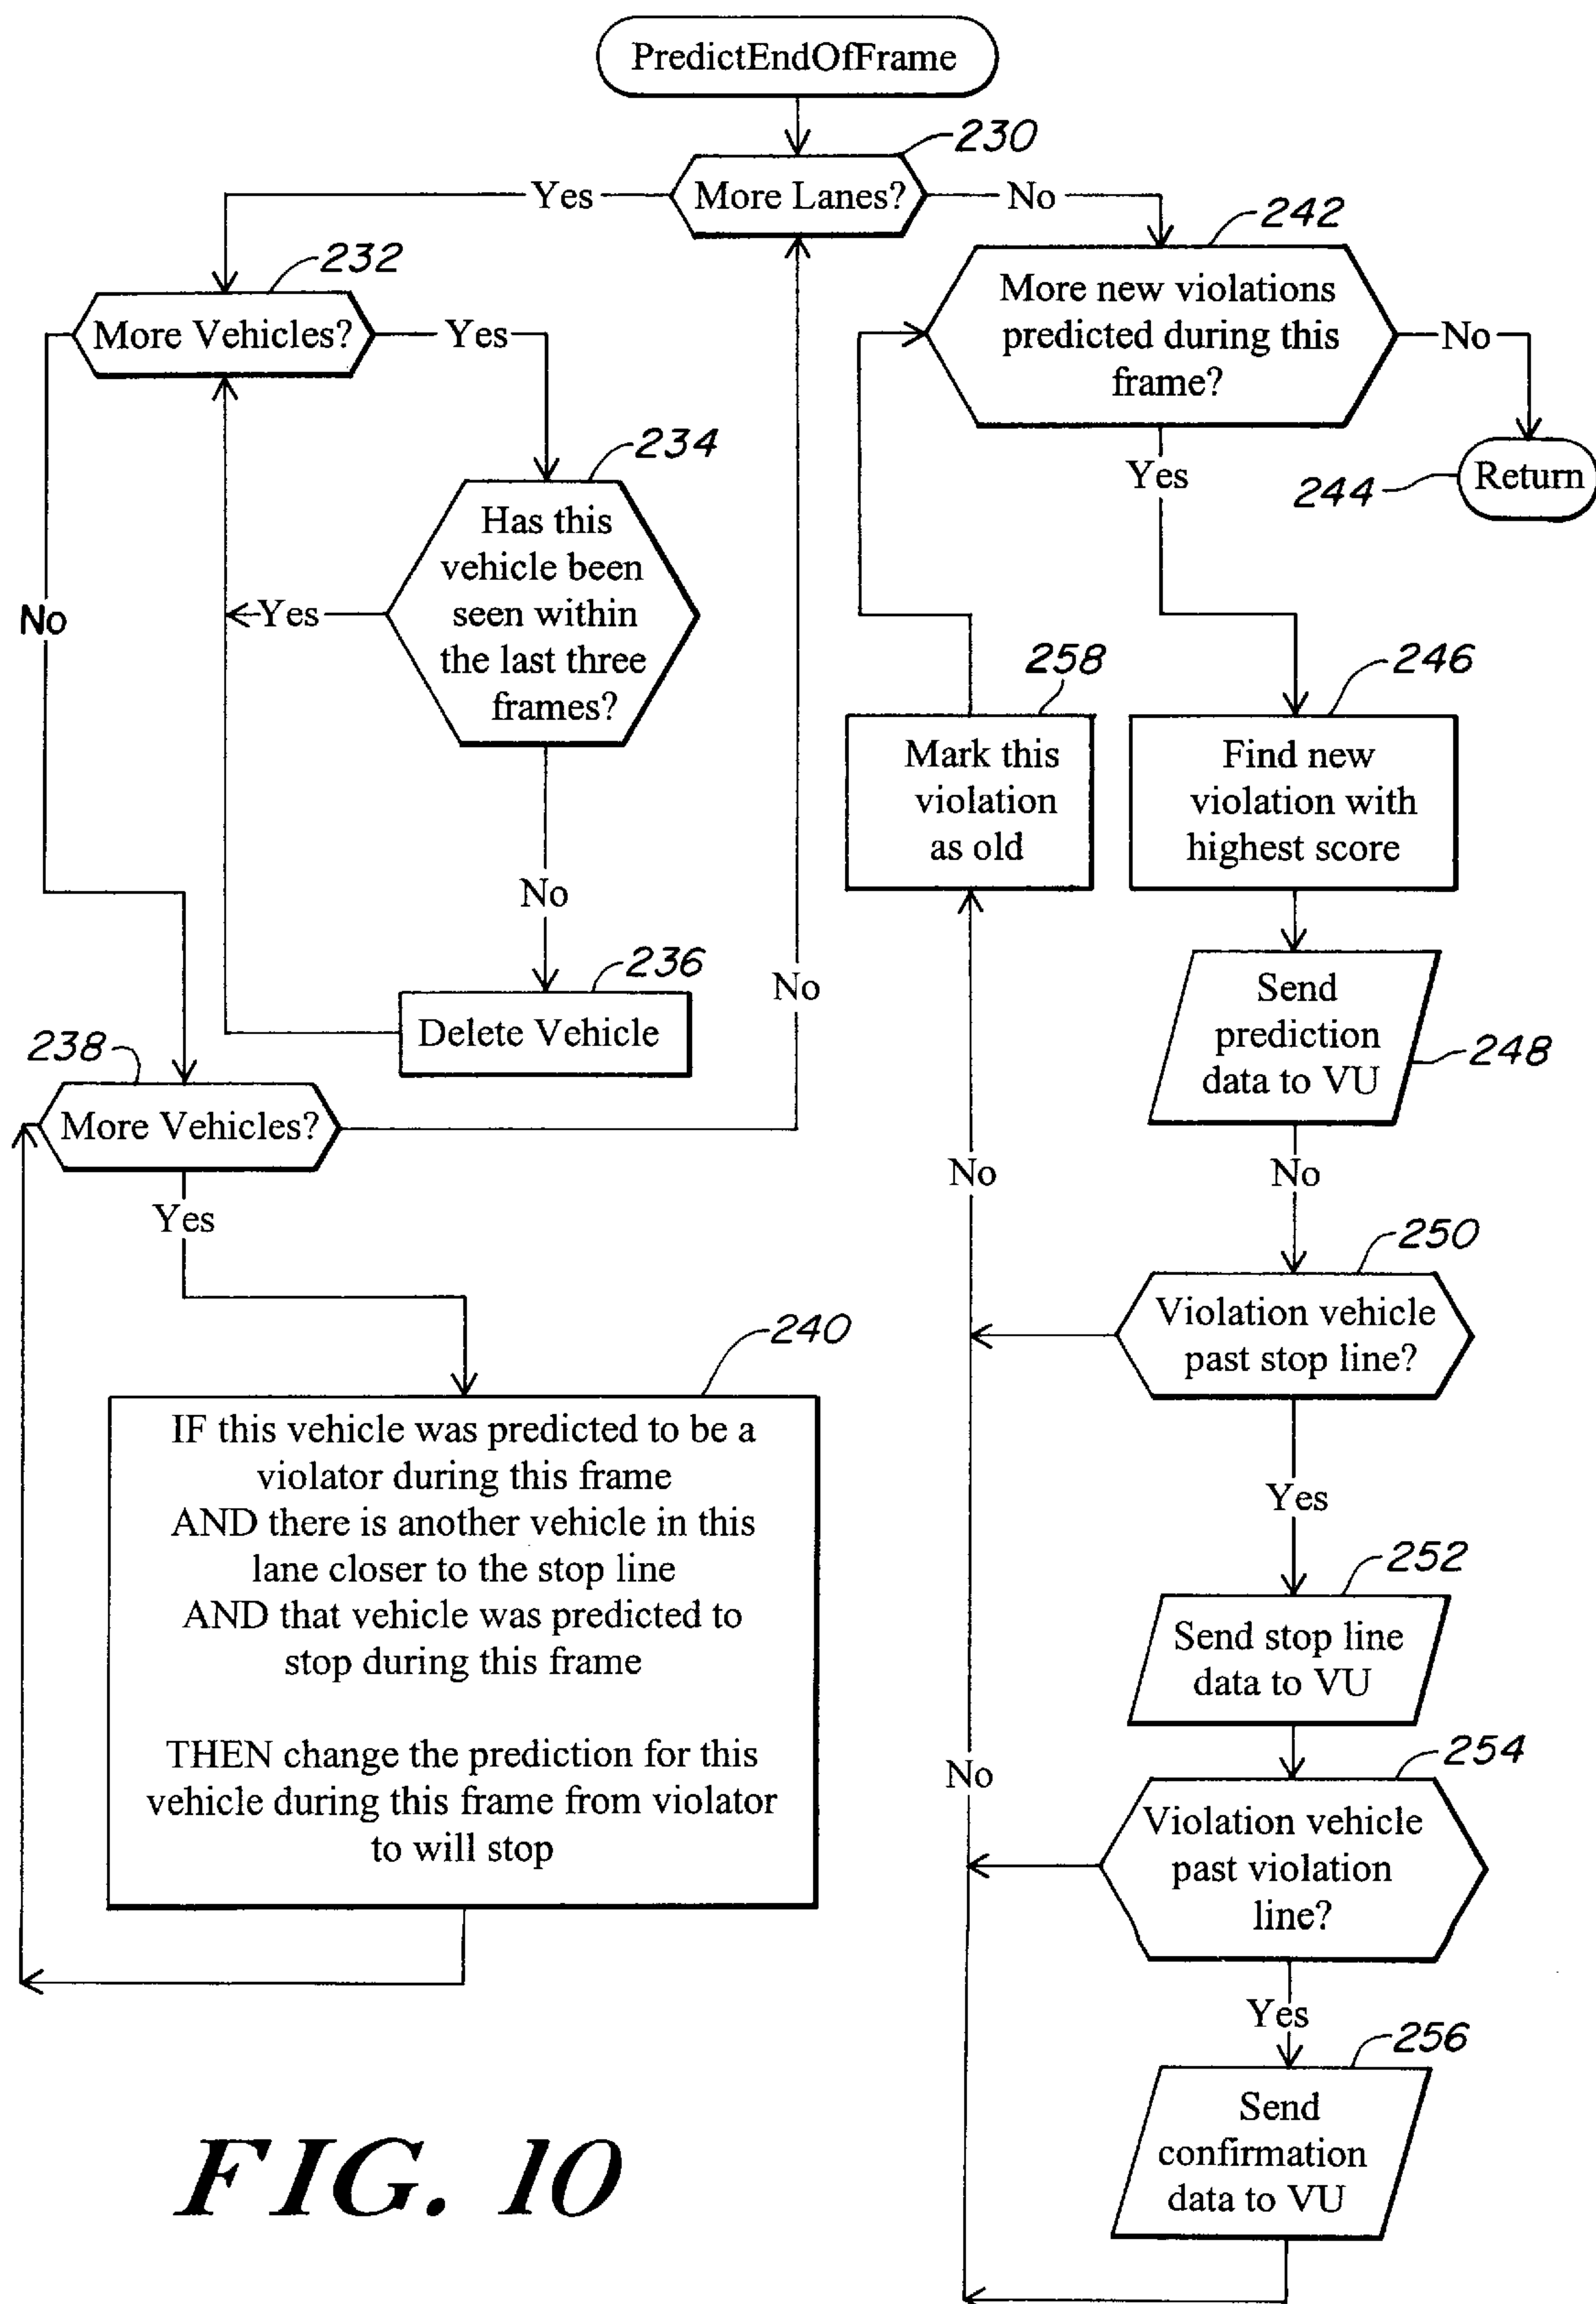 PredictEndOfFrame
230
More Lanes?
Yes
No
232
More Vehicles?
Yes
No
234
Has this
vehicle been
seen within
the last three
frames?
Yes
No
236
Delete Vehicle
No
238
More Vehicles?
Yes
240
IF this vehicle was predicted to be a
violator during this frame
AND there is another vehicle in this
lane closer to the stop line
AND that vehicle was predicted to
stop during this frame
THEN change the prediction for this
vehicle during this frame from violator
to will stop
242
More new violations
predicted during this
frame?
No
244
Return
Yes
246
Find new
violation with
highest score
258
Mark this
violation
as old
Send
prediction
data to VU
248
No
No
250
Violation vehicle
past stop line?
Yes
252
Send stop line
data to VU
254
Violation vehicle
past violation
line?
No
Yes
256
Send
confirmation
data to VU
FIG. 10